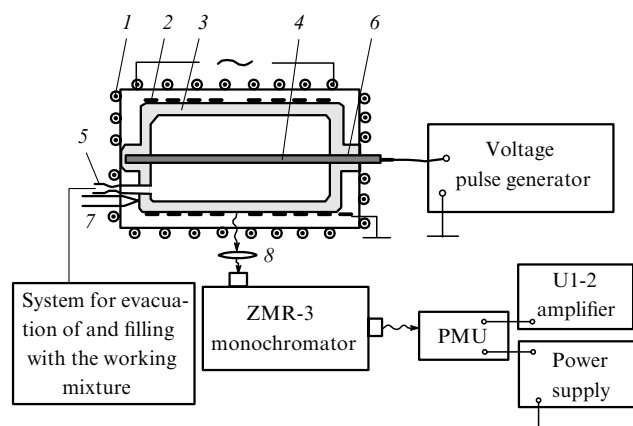 1
2
3
4
6
5
7
8
Voltage
pulse generator
System for evacua-
tion of and filling
with the working
mixture
ZMR-3
monochromator
PMU
U1-2
amplifier
Power
supply